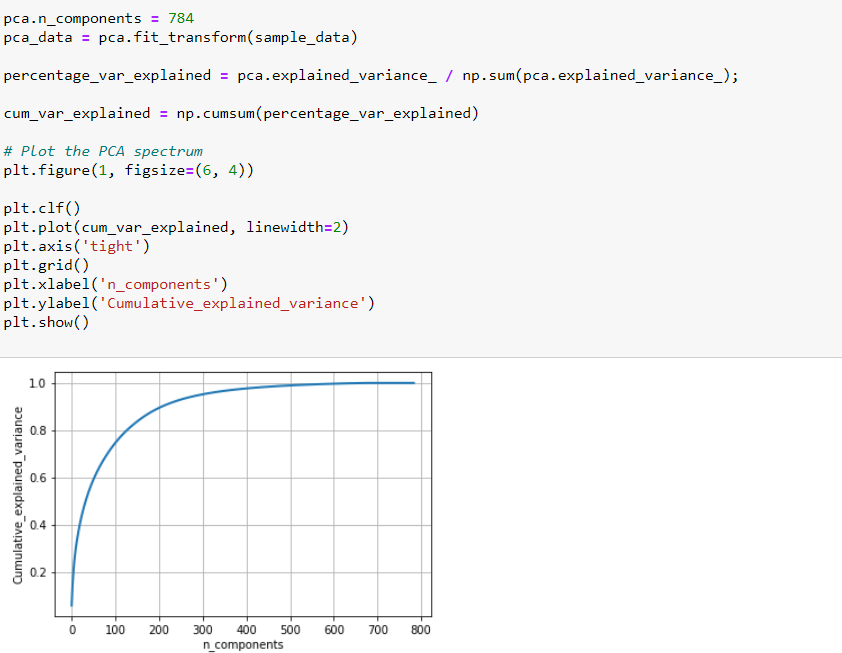 pca.n_components = 784
pca_data = pca.fit_transform(sample_data)
percentage_var_explained = pca.explained_variance_ / np.sum(pca.explained_variance_);
cum_var_explained = np.cumsum(percentage_var_explained)
# Plot the PCA spectrum
plt.figure(1, figsize=(6, 4))
plt.clf()
plt.plot(cum_var_explained, linewidth=2)
plt.axis('tight')
plt.grid()
plt.xlabel('n_components')
plt.ylabel('Cumulative_explained_variance')
plt.show()
Cumulative_explained_variance
1.0
0.8
0.6
0.4
0.2
0 100 200 300 400 500 600 700 800
n_components